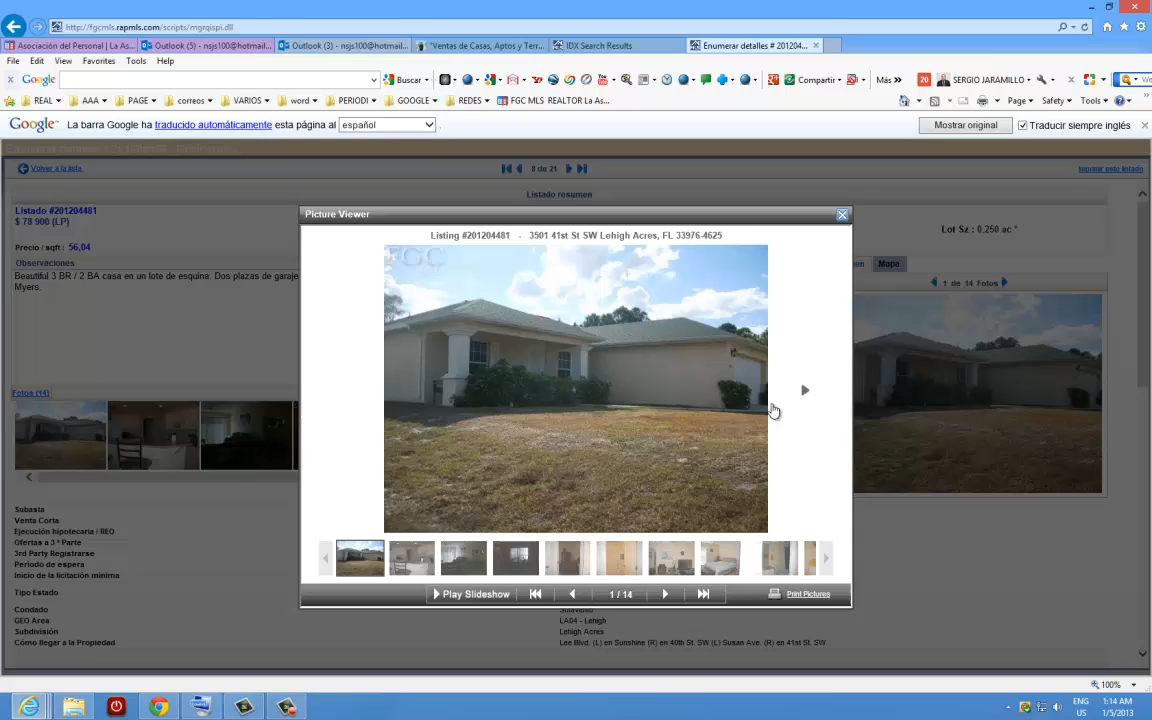 http://fgcmls.rapmls.com/scripts/mgrqispi.dll
Asociación del Personal | La As...
Outlook (5) - nsjs100@hotmail...
Outlook (3) - nsjs100@hotmail...
"Ventas de Casas, Aptos y Terr...
IDX Search Results
Enumerar detalles # 201204...
File Edit View Favorites Tools Help
Google Buscar Compartir Más » 20 SERGIO JARAMILLO
REAL AAA PAGE correos VARIOS word PERIODI GOOGLE REDES FGC MLS REALTOR La As...
Page Safety Tools
Google La barra Google ha traducido automáticamente esta página al español .
Mostrar original Traducir siempre inglés
Volver a la lista 8 de 21 Imprimir este listado
Listado resumen
Listado #201204481
$ 78 900 (LP)
Precio / sqft : 56,04
Observaciones
Beautiful 3 BR / 2 BA casa en un lote de esquina. Dos plazas de garaje
Myers.
Lot Sz : 0,250 ac *
Mapa
1 de 14 Fotos
Picture Viewer
Listing #201204481 - 3501 41st St SW Lehigh Acres, FL 33976-4625
FGC
Play Slideshow 1 / 14 Print Pictures
Fotos (14)
Subasta
Venta Corta
Ejecución hipotecaria / REO
Ofertas a 3 ª Parte
3rd Party Registrarse
Período de espera
Inicio de la licitación mínima
Tipo Estado
Condado
GEO Area LA04 - Lehigh
Subdivisión Lehigh Acres
Cómo llegar a la Propiedad Lee Blvd. (L) en Sunshine (R) en 40th St. SW (L) Susan Ave. (R) en 41st St. SW
100%
ENG
US
1:14 AM
1/5/2013